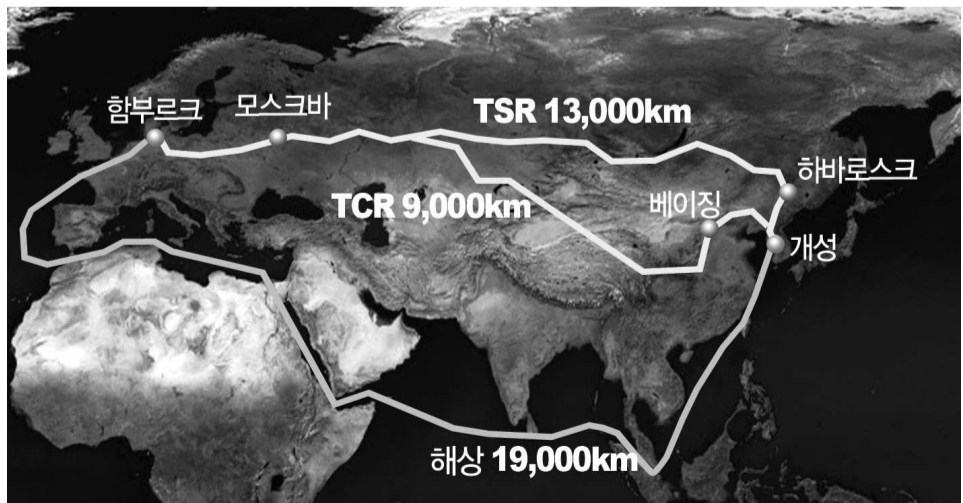 함부르크
모스크바
TSR 13,000km
하바로스크
TCR 9,000km
베이징
개성
해상 19,000km